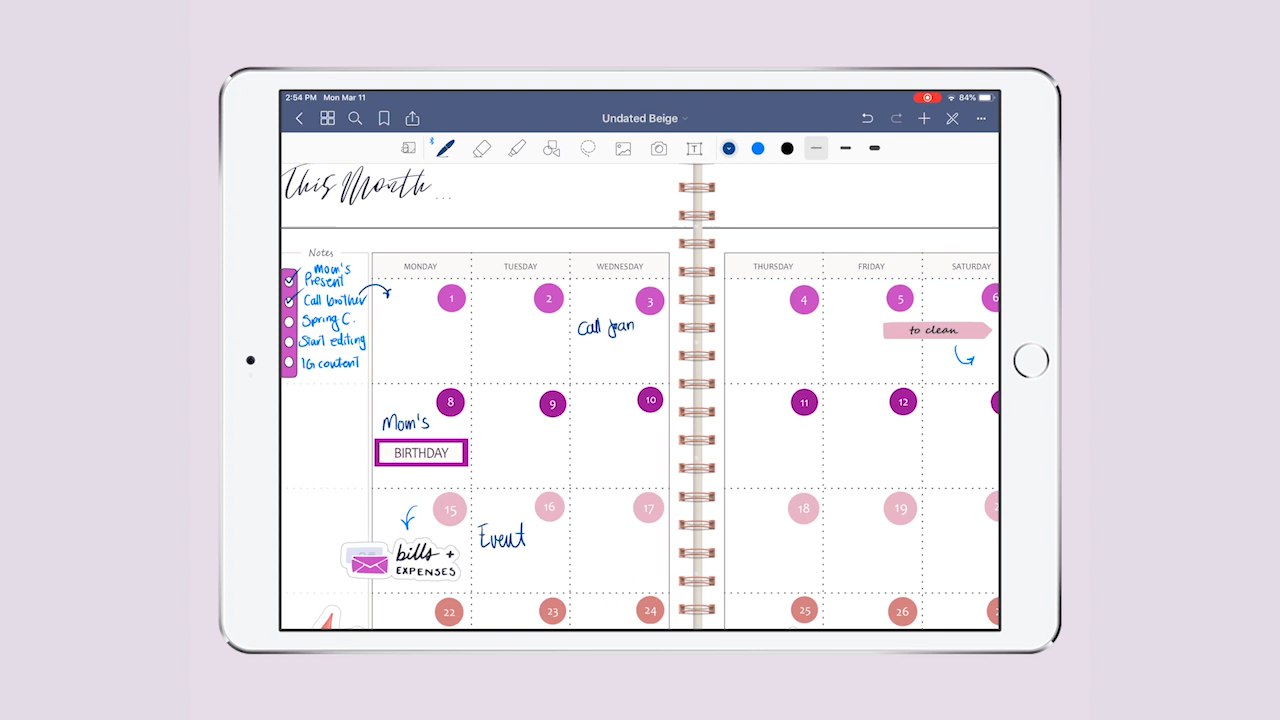 2:54 PM Mon Mar 11
84%
Undated Beige
T
This Month...
Notes
MONDAY TUESDAY WEDNESDAY THURSDAY FRIDAY SATURDAY
Mom's
Present
Call brother
Spring C.
Start editing
IG content
1 2 3 4 5 6
Call Joan
to clean
8 9 10 11 12
Mom's
BIRTHDAY
15 16 17 18 19
Event
bills +
EXPENSES
22 23 24 25 26